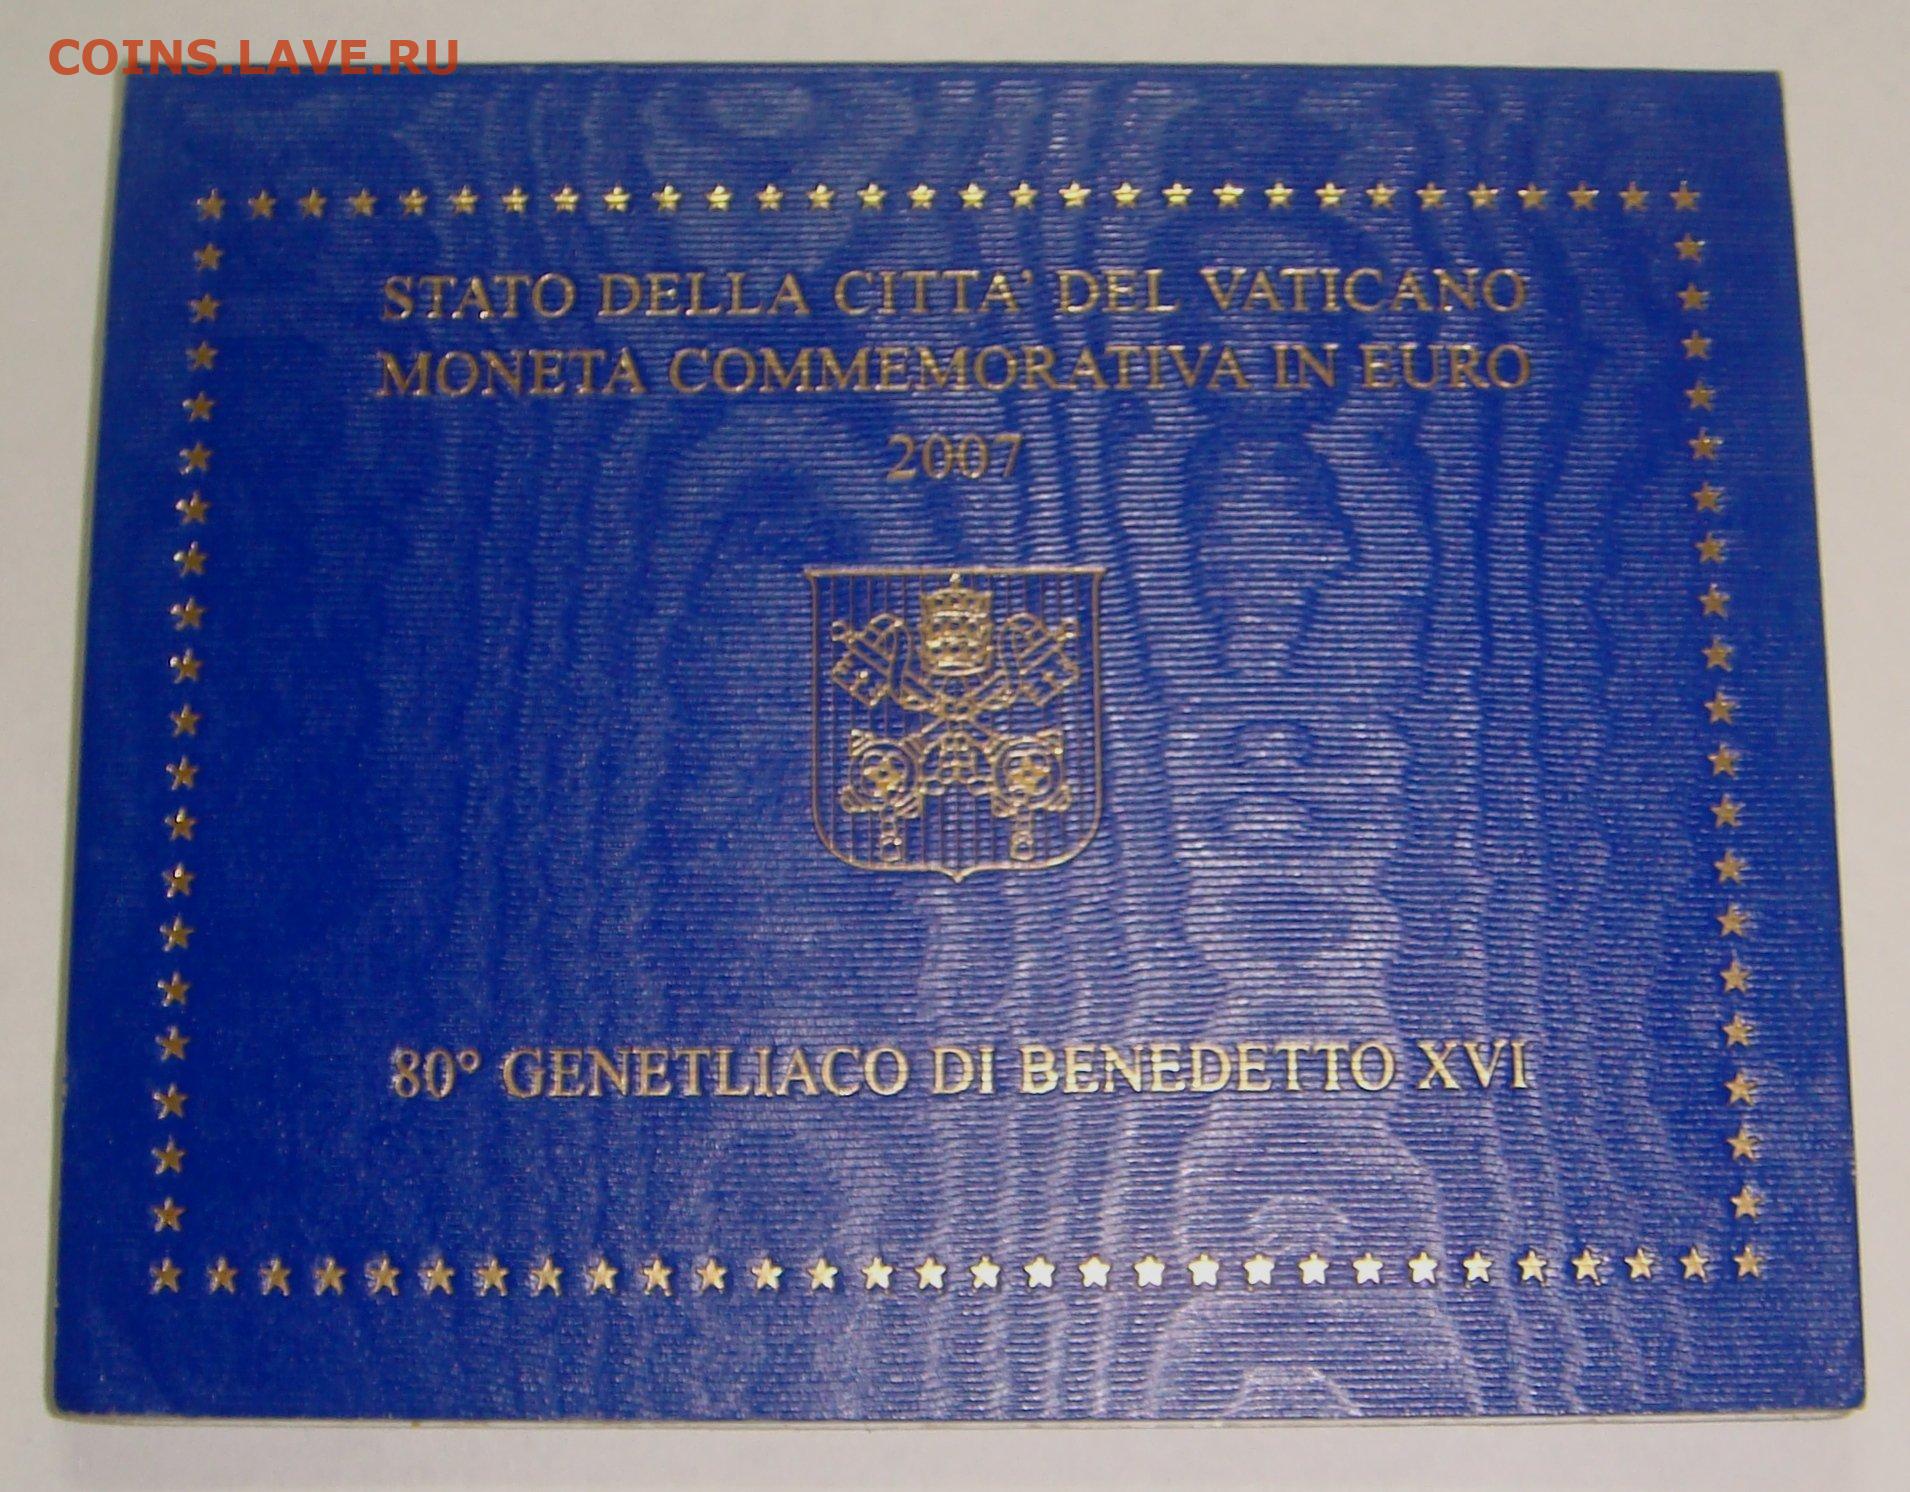 COINS.LAVE.RU
STATO DELLA CITTA' DEL VATICANO
MONETA COMMEMORATIVA IN EURO
2007
80° GENETLIACO DI BENEDETTO XVI